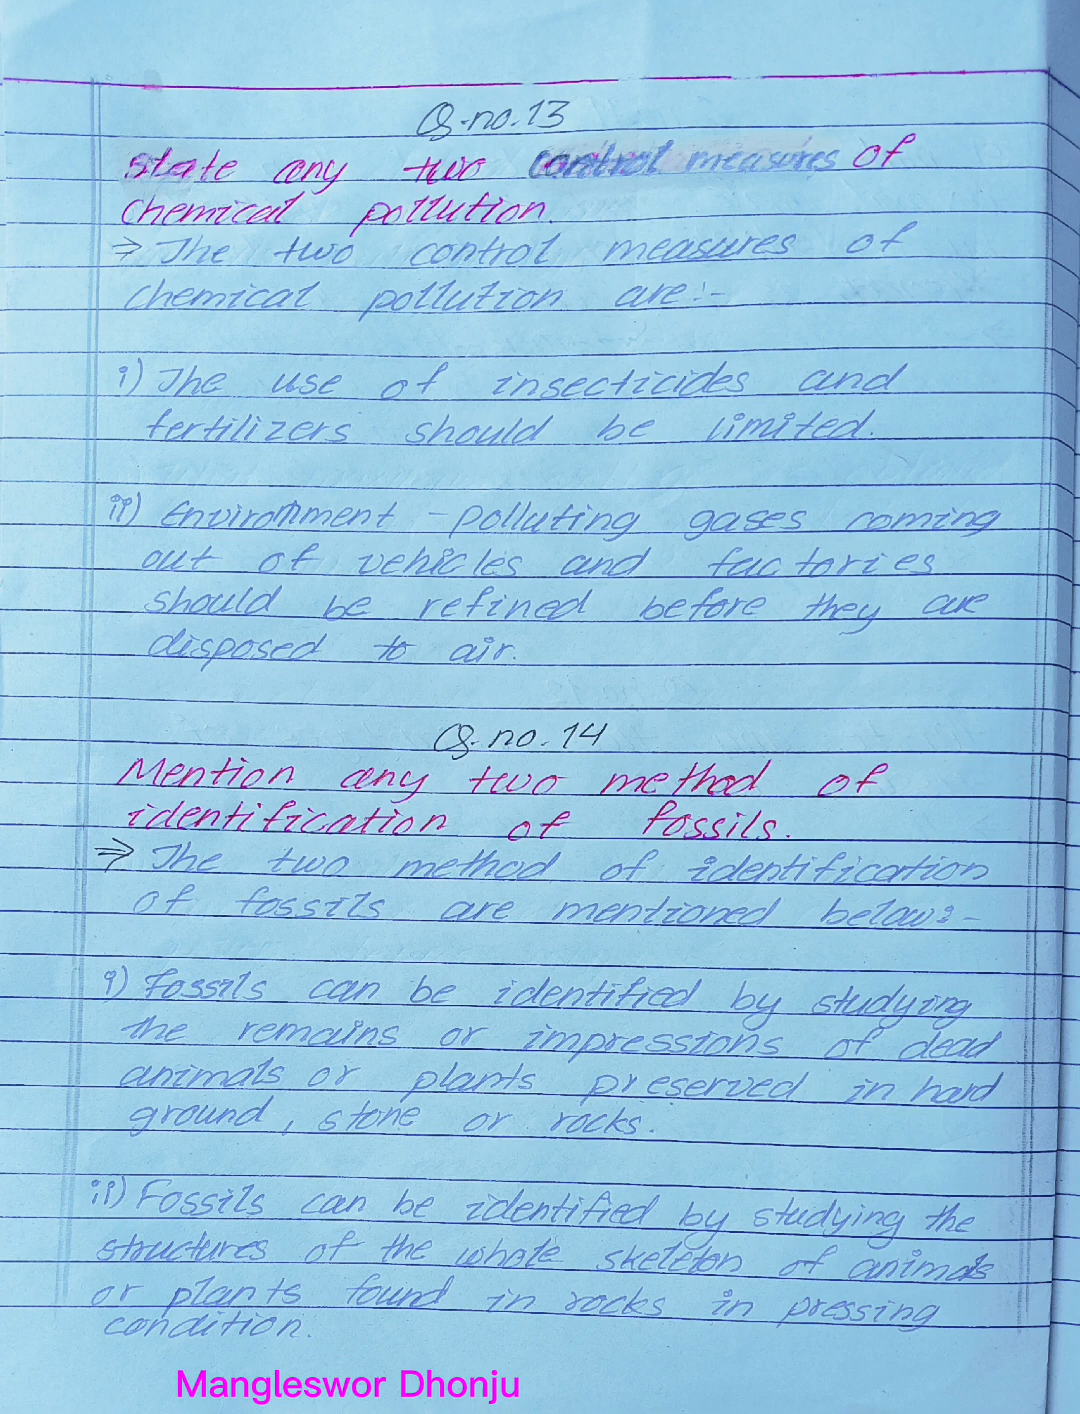 Q.no.13
State any two control measures of
chemical pollution.
⇒ The two control measures of
chemical pollution are:-
i) The use of insecticides and
fertilizers should be limited.
ii) Environment-polluting gases coming
out of vehicles and factories
should be refined before they are
disposed to air.
Q.no.14
Mention any two method of
identification of fossils.
⇒ The two method of identification
of fossils are mentioned below:-
i) Fossils can be identified by studying
the remains or impressions of dead
animals or plants preserved in hard
ground, stone or rocks.
ii) Fossils can be identified by studying the
structures of the whole skeleton of animals
or plants found in rocks in pressing
condition.
Mangleswor Dhonju